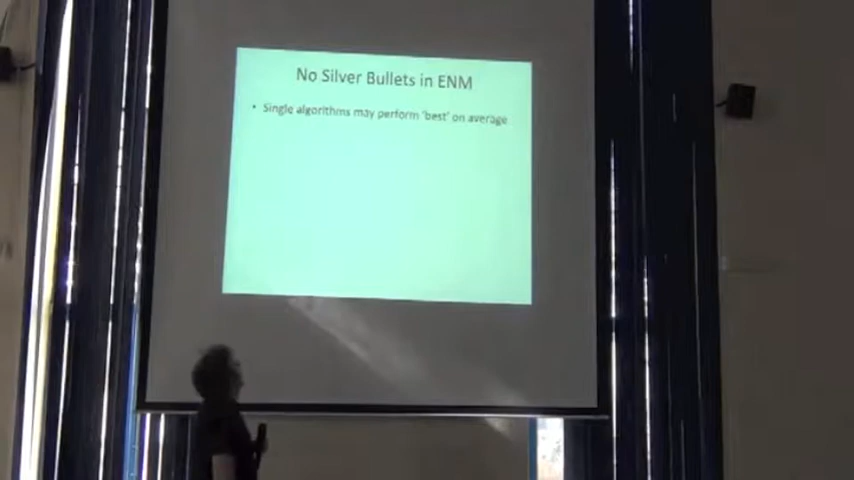 No Silver Bullets in ENM
• Single algorithms may perform 'best' on average